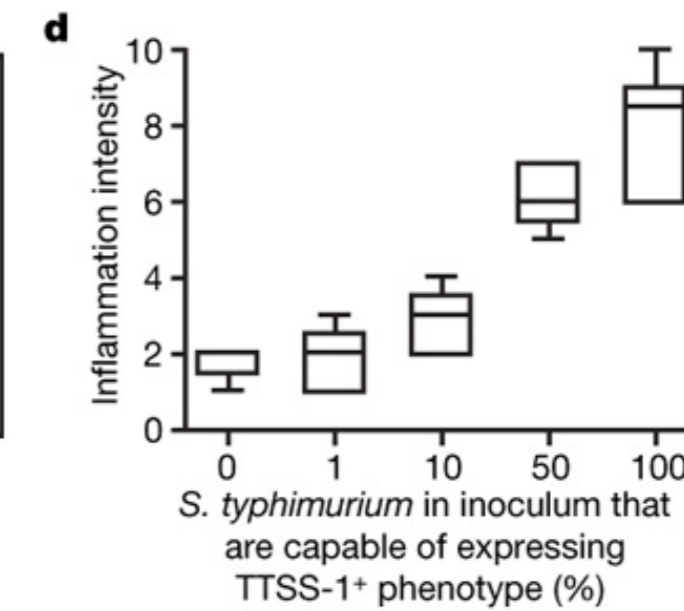 d
Inflammation intensity
10
8
6
4
2
0
0 1 10 50 100
S. typhimurium in inoculum that
are capable of expressing
TTSS-1⁺ phenotype (%)